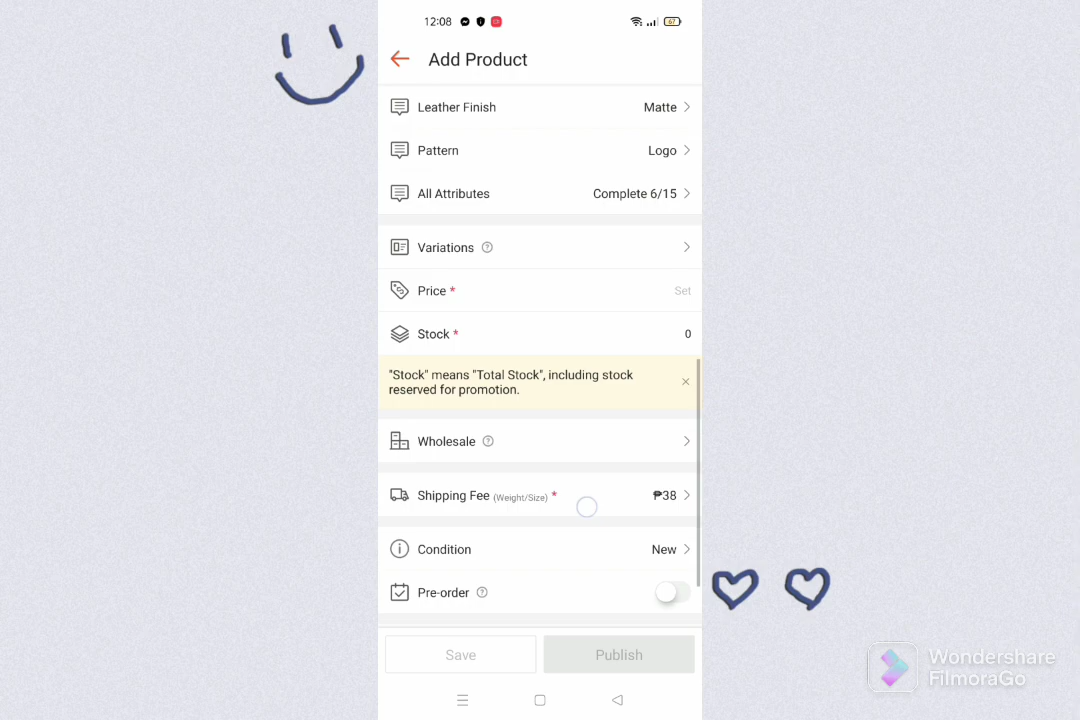 12:08
67
Add Product
Leather Finish Matte
Pattern Logo
All Attributes Complete 6/15
Variations
Price * Set
Stock * 0
"Stock" means "Total Stock", including stock
reserved for promotion.
Wholesale
Shipping Fee (Weight/Size) * ₱38
Condition New
Pre-order
Save Publish
Wondershare
FilmoraGo